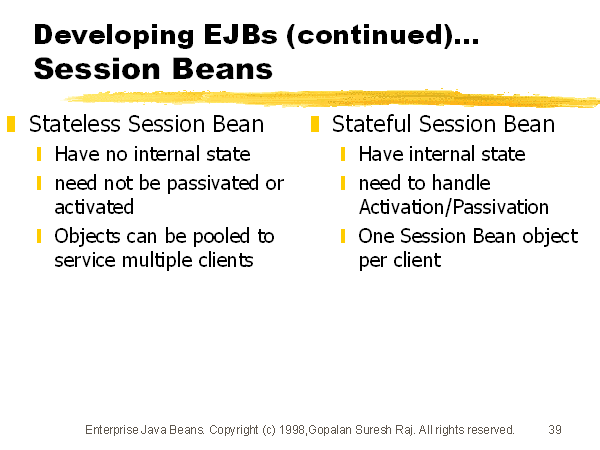 Developing EJBs (continued)...
Session Beans
Stateless Session Bean
Have no internal state
need not be passivated or
activated
Objects can be pooled to
service multiple clients
Stateful Session Bean
Have internal state
need to handle
Activation/Passivation
One Session Bean object
per client
Enterprise Java Beans. Copyright (c) 1998,Gopalan Suresh Raj. All rights reserved.
39